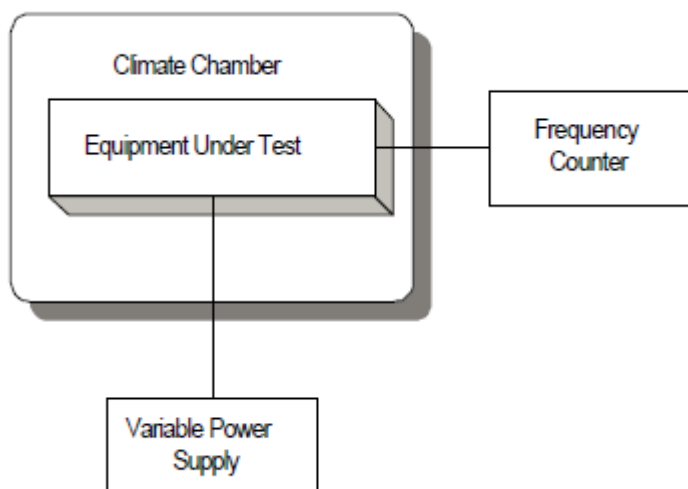 Climate Chamber
Equipment Under Test
Frequency
Counter
Variable Power
Supply